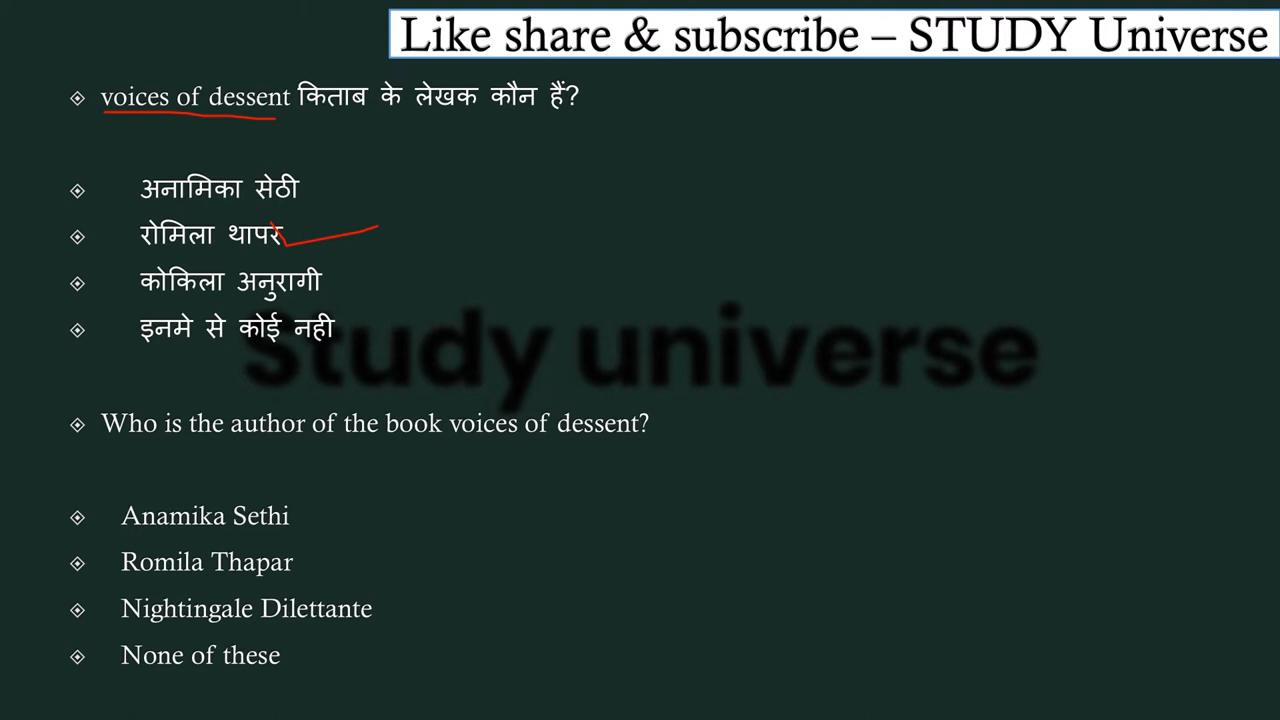 Like share & subscribe – STUDY Universe
voices of dessent किताब के लेखक कौन हैं?
अनामिका सेठी
रोमिला थापर
कोकिला अनुरागी
इनमे से कोई नही
Study universe
Who is the author of the book voices of dessent?
Anamika Sethi
Romila Thapar
Nightingale Dilettante
None of these